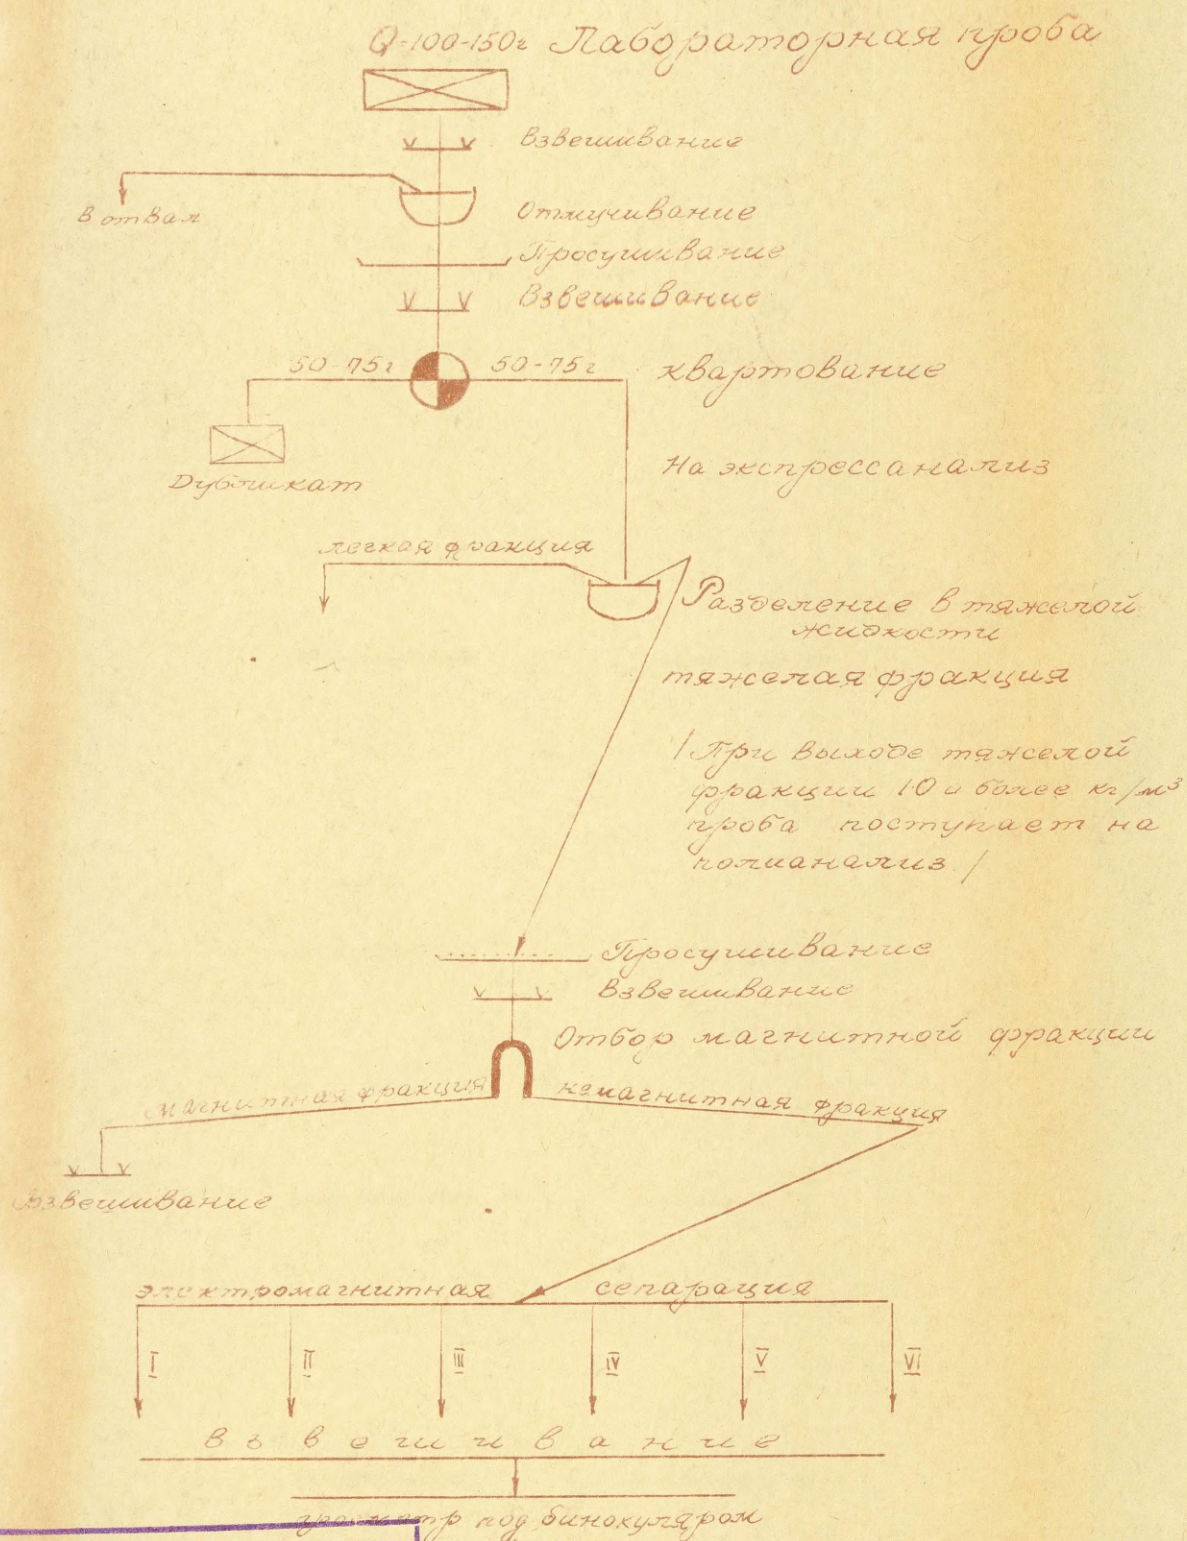 Q-100-150г Лабораторная проба
Взвешивание
В отвал
Отмучивание
Просушивание
Взвешивание
50-75г 50-75г квартование
На экспрессанализ
Дубликат
легкая фракция
Разделение в тяжелой
жидкости
тяжелая фракция
/При выходе тяжелой
фракции 10 и более кг/м³
проба поступает на
полианализ/
Просушивание
Взвешивание
Отбор магнитной фракции
магнитная фракция немагнитная фракция
Взвешивание
электромагнитная сепарация
I II III IV V VI
Взвешивание
просмотр под бинокуляром